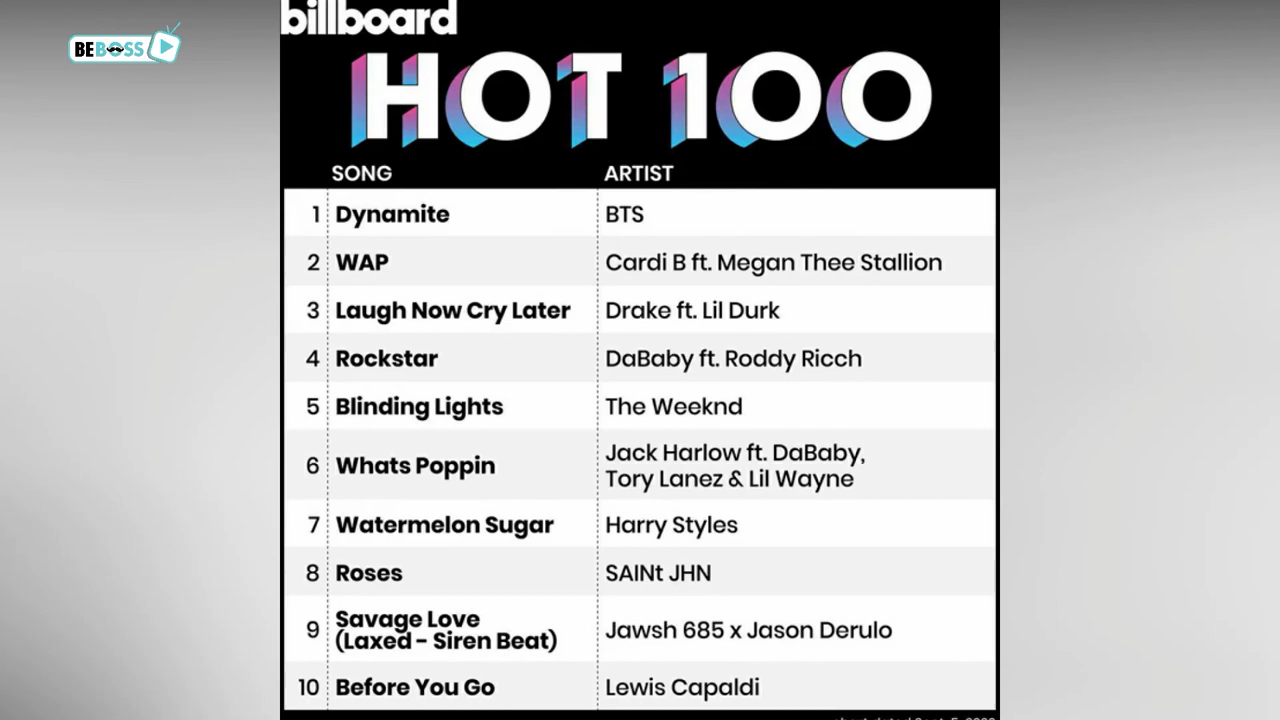 BEBOSS
billboard
HOT 100
SONG ARTIST
1 Dynamite BTS
2 WAP Cardi B ft. Megan Thee Stallion
3 Laugh Now Cry Later Drake ft. Lil Durk
4 Rockstar DaBaby ft. Roddy Ricch
5 Blinding Lights The Weeknd
6 Whats Poppin Jack Harlow ft. DaBaby,
Tory Lanez & Lil Wayne
7 Watermelon Sugar Harry Styles
8 Roses SAINt JHN
9 Savage Love
(Laxed - Siren Beat) Jawsh 685 x Jason Derulo
10 Before You Go Lewis Capaldi